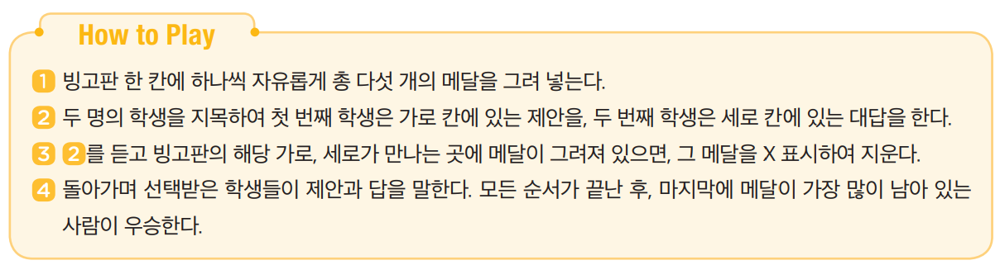 How to Play
1 빙고판 한 칸에 하나씩 자유롭게 총 다섯 개의 메달을 그려 넣는다.
2 두 명의 학생을 지목하여 첫 번째 학생은 가로 칸에 있는 제안을, 두 번째 학생은 세로 칸에 있는 대답을 한다.
3 2를 듣고 빙고판의 해당 가로, 세로가 만나는 곳에 메달이 그려져 있으면, 그 메달을 X 표시하여 지운다.
4 돌아가며 선택받은 학생들이 제안과 답을 말한다. 모든 순서가 끝난 후, 마지막에 메달이 가장 많이 남아 있는
사람이 우승한다.